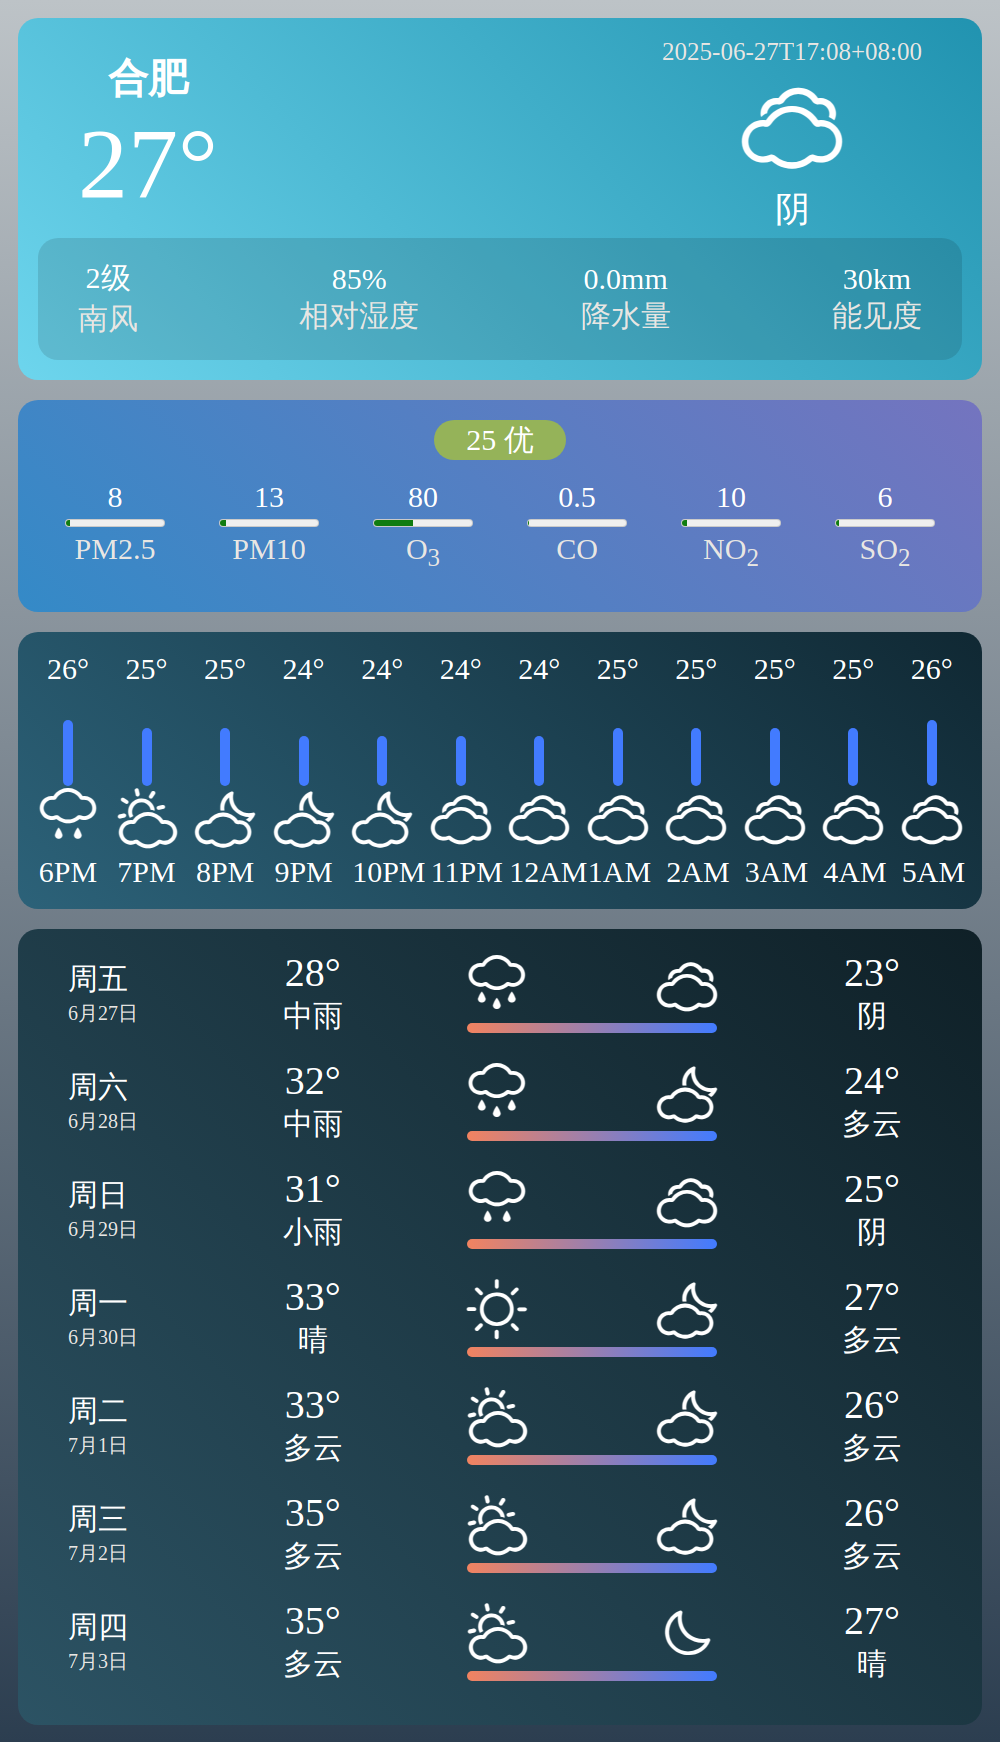 合肥
27°
2025-06-27T17:08+08:00
阴
2级 85% 0.0mm 30km
南风 相对湿度 降水量 能见度
25 优
8 13 80 0.5 10 6
PM2.5 PM10 O3 CO NO2 SO2
26° 25° 25° 24° 24° 24° 24° 25° 25° 25° 25° 26°
6PM 7PM 8PM 9PM 10PM 11PM 12AM 1AM 2AM 3AM 4AM 5AM
周五 28° 23°
6月27日 中雨 阴
周六 32° 24°
6月28日 中雨 多云
周日 31° 25°
6月29日 小雨 阴
周一 33° 27°
6月30日 晴 多云
周二 33° 26°
7月1日 多云 多云
周三 35° 26°
7月2日 多云 多云
周四 35° 27°
7月3日 多云 晴